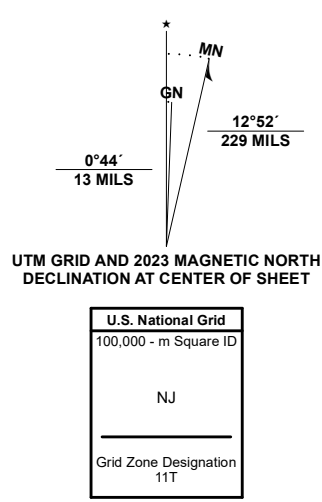 ★
MN
GN
12°52´
229 MILS
0°44´
13 MILS
UTM GRID AND 2023 MAGNETIC NORTH
DECLINATION AT CENTER OF SHEET
U.S. National Grid
100,000 - m Square ID
NJ
Grid Zone Designation
11T